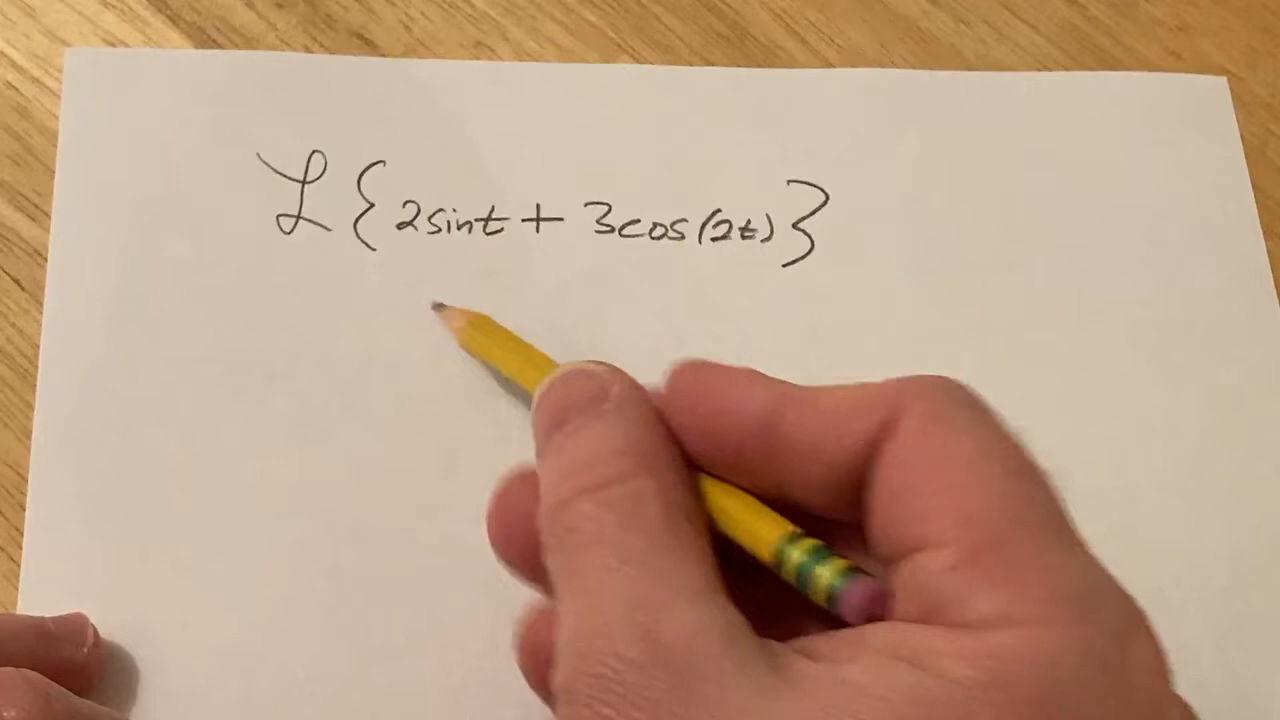 ℒ{2sint + 3cos(2t)}